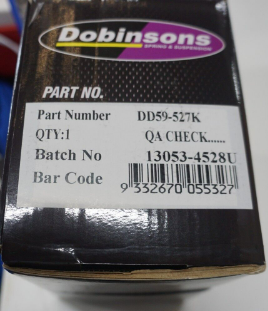 Dobinsons
SPRING & SUSPENSION
PART NO.
Part Number DD59-527K
QTY:1 QA CHECK......
Batch No 13053-4528U
Bar Code 9 332670 055327